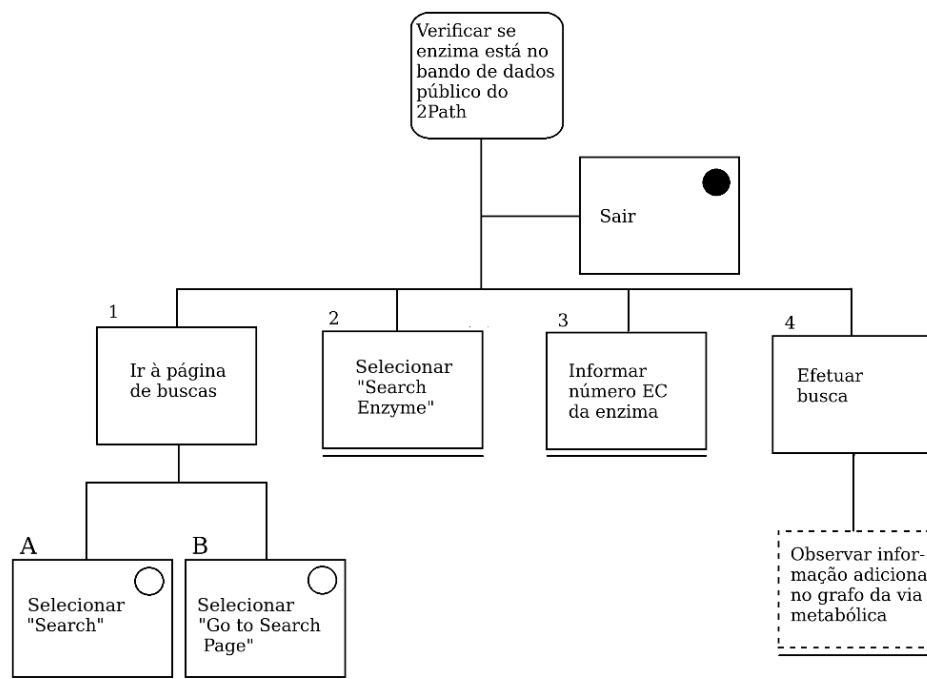 Verificar se
enzima está no
bando de dados
público do
2Path
Sair
1
Ir à página
de buscas
2
Selecionar
"Search
Enzyme"
3
Informar
número EC
da enzima
4
Efetuar
busca
A
Selecionar
"Search"
B
Selecionar
"Go to Search
Page"
Observar infor-
mação adiciona
no grafo da via
metabólica